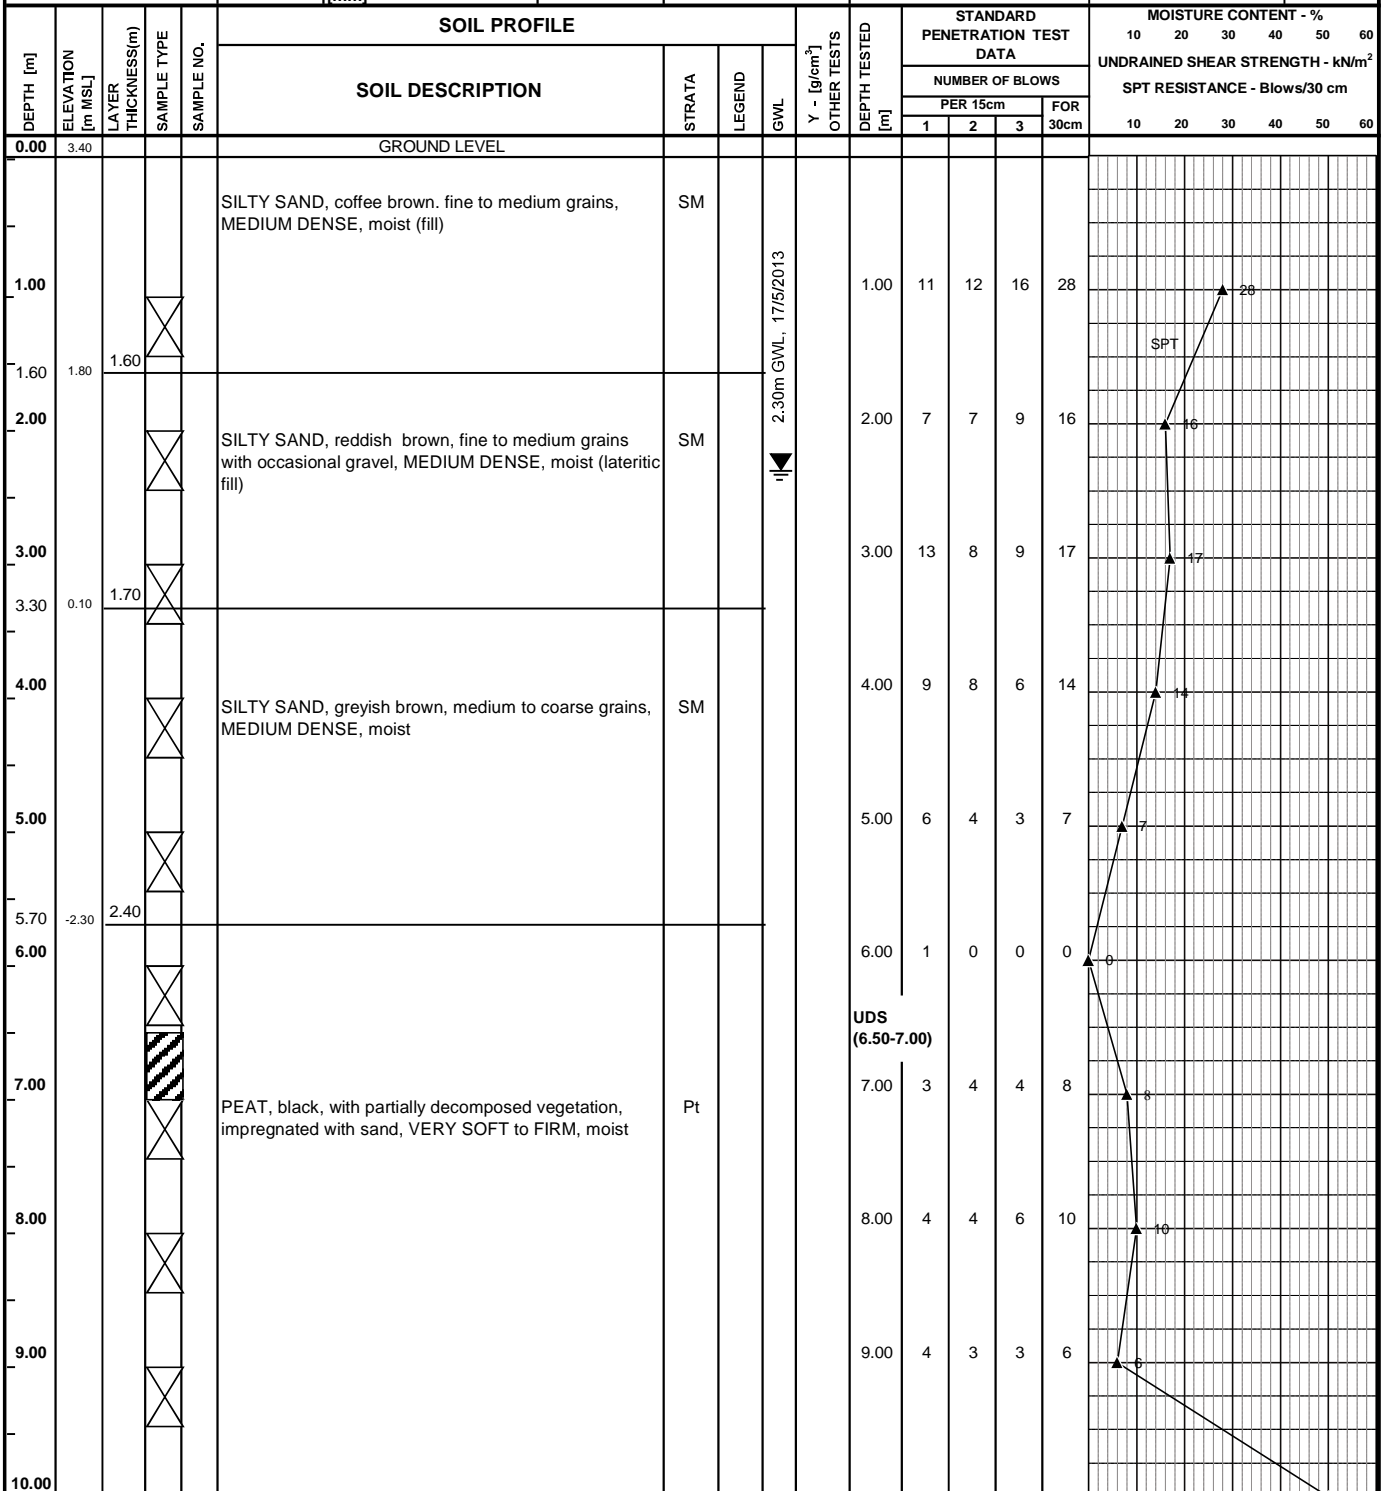 SOIL PROFILE
STANDARD
PENETRATION TEST
DATA
MOISTURE CONTENT - %
10 20 30 40 50 60
UNDRAINED SHEAR STRENGTH - kN/m²
SPT RESISTANCE - Blows/30 cm
10 20 30 40 50 60
DEPTH [m]
ELEVATION
[m MSL]
LAYER
THICKNESS(m)
SAMPLE TYPE
SAMPLE NO.
SOIL DESCRIPTION
STRATA
LEGEND
GWL
Y - [g/cm³]
OTHER TESTS
DEPTH TESTED
[m]
NUMBER OF BLOWS
PER 15cm
FOR
30cm
1 2 3
0.00 3.40 GROUND LEVEL
SILTY SAND, coffee brown. fine to medium grains, SM
MEDIUM DENSE, moist (fill)
2.30m GWL, 17/5/2013
1.00 1.00 11 12 16 28 28
SPT
1.60 1.80 1.60
2.00 2.00 7 7 9 16 16
SILTY SAND, reddish brown, fine to medium grains SM
with occasional gravel, MEDIUM DENSE, moist (lateritic
fill)
3.00 3.00 13 8 9 17 17
3.30 0.10 1.70
4.00 4.00 9 8 6 14 14
SILTY SAND, greyish brown, medium to coarse grains, SM
MEDIUM DENSE, moist
5.00 5.00 6 4 3 7 7
5.70 -2.30 2.40
6.00 6.00 1 0 0 0 0
UDS
(6.50-7.00)
7.00 7.00 3 4 4 8 8
PEAT, black, with partially decomposed vegetation, Pt
impregnated with sand, VERY SOFT to FIRM, moist
8.00 8.00 4 4 6 10 10
9.00 9.00 4 3 3 6 6
10.00